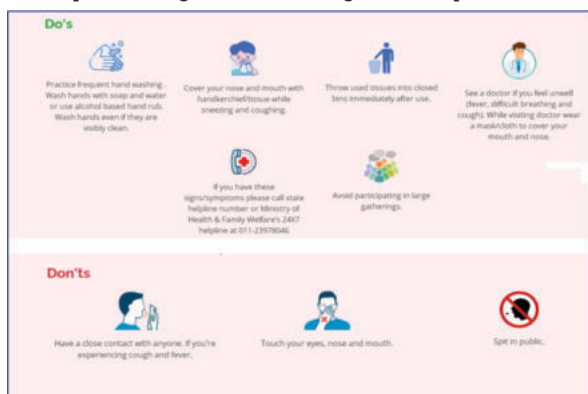 Do's
Practice frequent hand washing.
Wash hands with soap and water
or use alcohol based hand rub.
Wash hands even if they are
visibly clean.
Cover your nose and mouth with
handkerchief/tissue while
sneezing and coughing.
Throw used tissues into closed
bins immediately after use.
See a doctor if you feel unwell
(fever, difficult breathing and
cough). While visiting doctor wear
a mask/cloth to cover your
mouth and nose.
If you have these
signs/symptoms please call state
helpline number or Ministry of
Health & Family Welfare's 24X7
helpline at 011-23978046
Avoid participating in large
gatherings.
Don'ts
Have a close contact with anyone. If you're
experiencing cough and fever.
Touch your eyes, nose and mouth.
Spit in public.